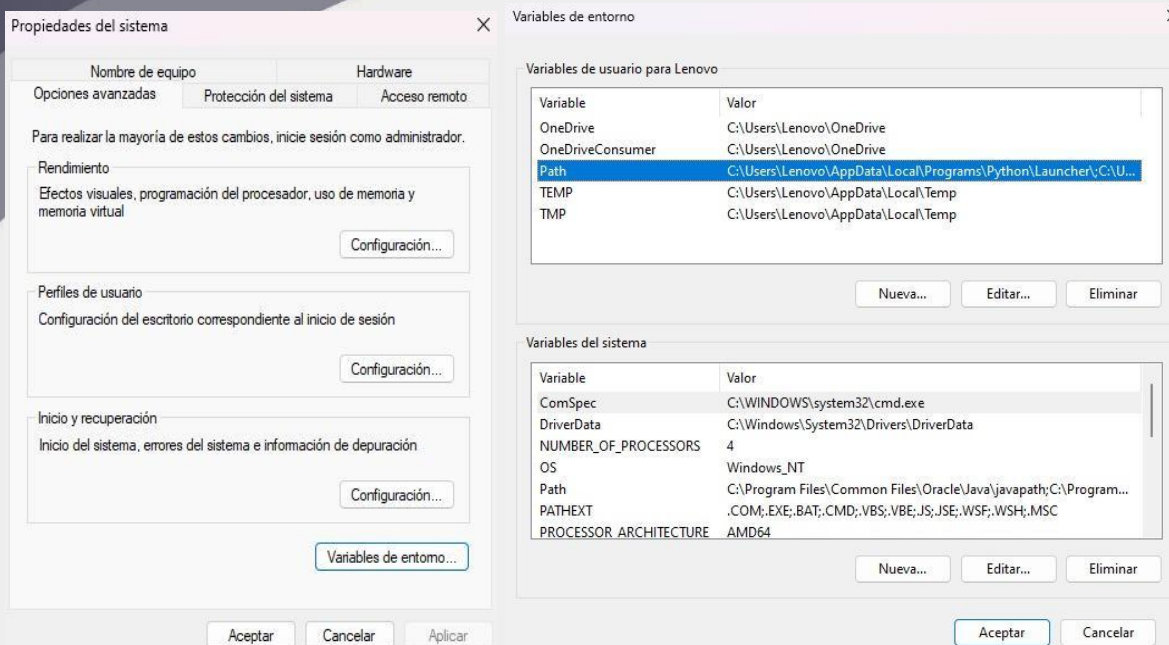 Propiedades del sistema
Nombre de equipo Hardware
Opciones avanzadas Protección del sistema Acceso remoto
Para realizar la mayoría de estos cambios, inicie sesión como administrador.
Rendimiento
Efectos visuales, programación del procesador, uso de memoria y
memoria virtual
Configuración...
Perfiles de usuario
Configuración del escritorio correspondiente al inicio de sesión
Configuración...
Inicio y recuperación
Inicio del sistema, errores del sistema e información de depuración
Configuración...
Variables de entorno...
Aceptar Cancelar Aplicar
Variables de entorno
Variables de usuario para Lenovo
Variable Valor
OneDrive C:\Users\Lenovo\OneDrive
OneDriveConsumer C:\Users\Lenovo\OneDrive
Path C:\Users\Lenovo\AppData\Local\Programs\Python\Launcher\;C:\U...
TEMP C:\Users\Lenovo\AppData\Local\Temp
TMP C:\Users\Lenovo\AppData\Local\Temp
Nueva... Editar... Eliminar
Variables del sistema
Variable Valor
ComSpec C:\WINDOWS\system32\cmd.exe
DriverData C:\Windows\System32\Drivers\DriverData
NUMBER_OF_PROCESSORS 4
OS Windows_NT
Path C:\Program Files\Common Files\Oracle\Java\javapath;C:\Program...
PATHEXT .COM;.EXE;.BAT;.CMD;.VBS;.VBE;.JS;.JSE;.WSF;.WSH;.MSC
PROCESSOR_ARCHITECTURE AMD64
Nueva... Editar... Eliminar
Aceptar Cancelar